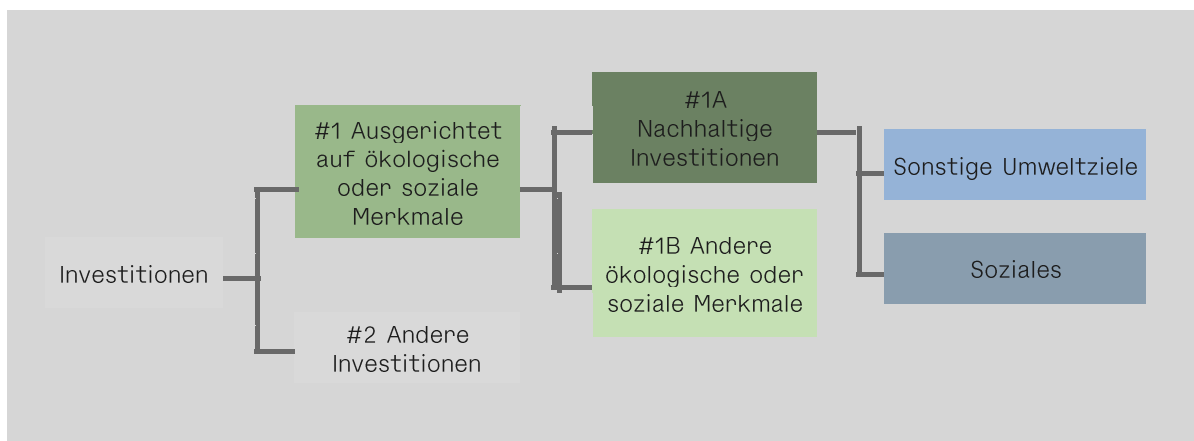 Investitionen
#1 Ausgerichtet
auf ökologische
oder soziale
Merkmale
#2 Andere
Investitionen
#1A
Nachhaltige
Investitionen
#1B Andere
ökologische oder
soziale Merkmale
Sonstige Umweltziele
Soziales